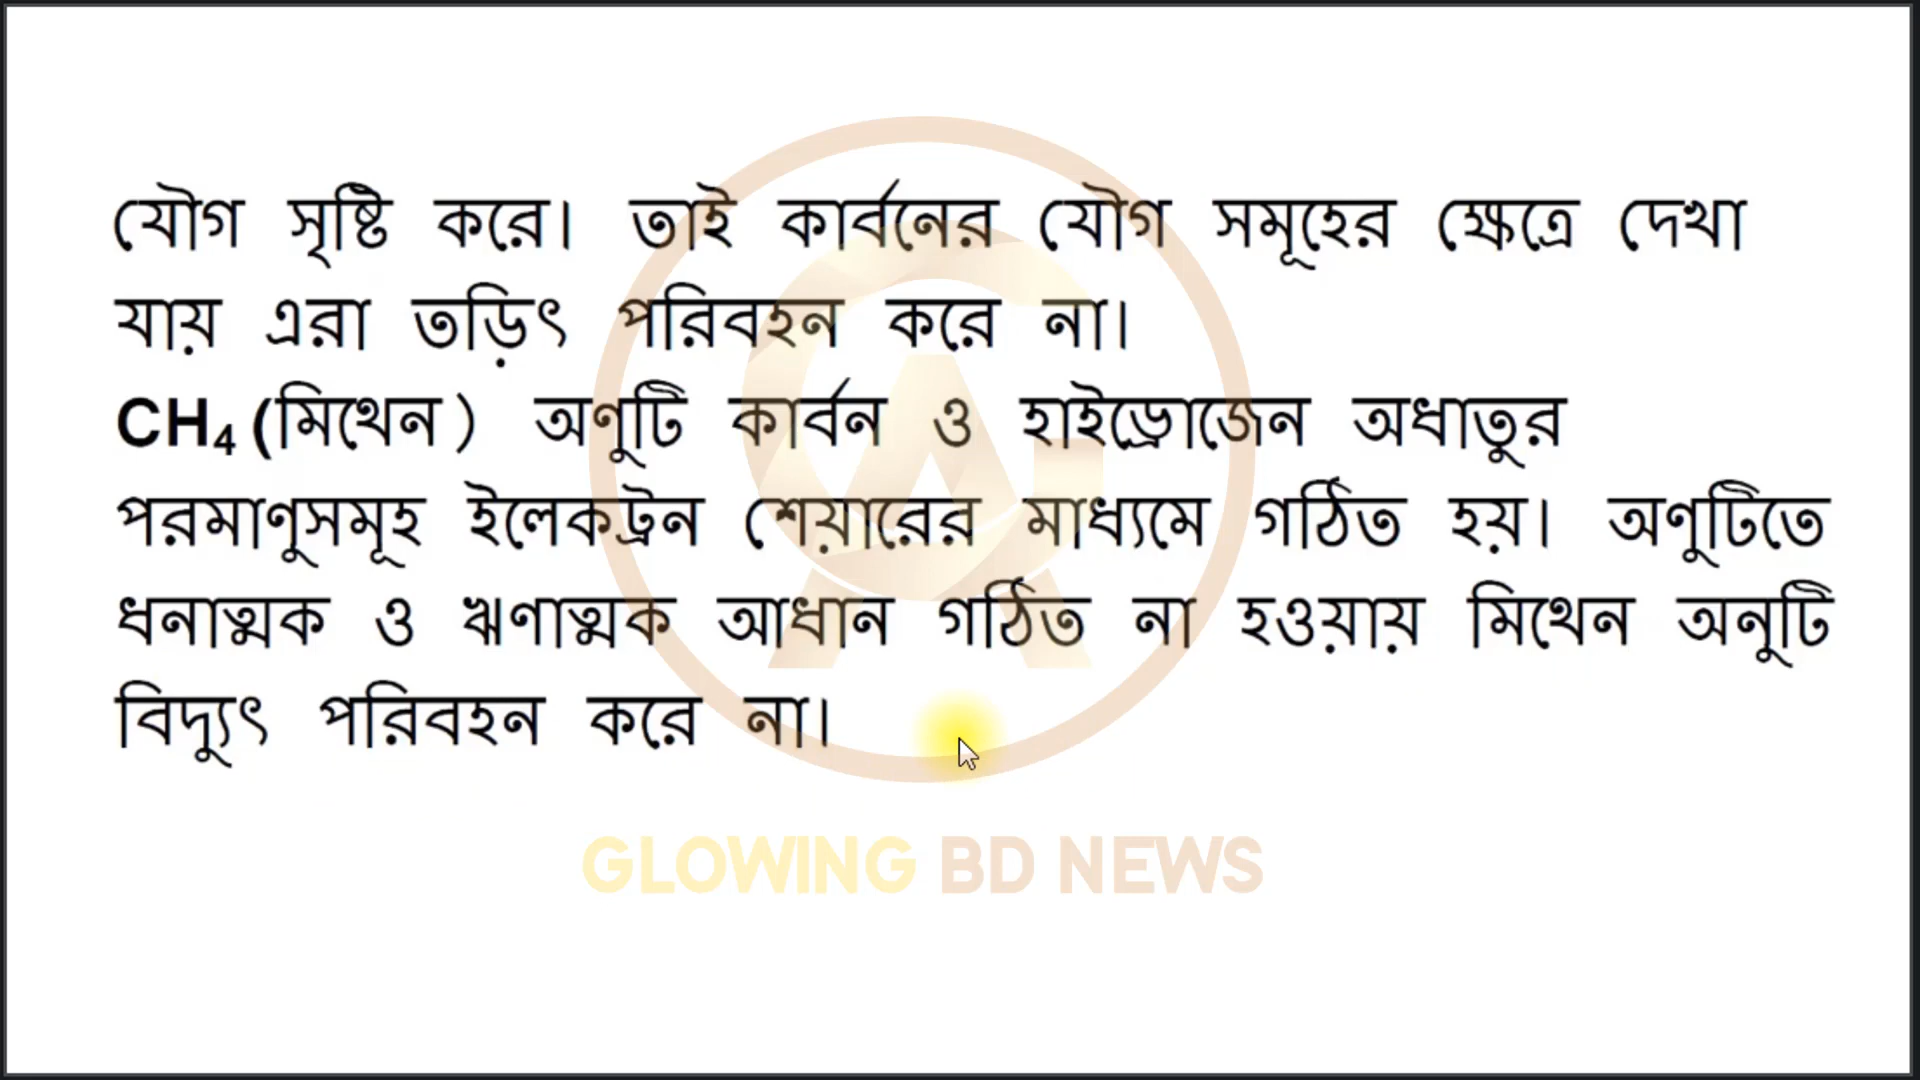 যৌগ সৃষ্টি করে। তাই কার্বনের যৌগ সমূহের ক্ষেত্রে দেখা
যায় এরা তড়িৎ পরিবহন করে না।
CH₄ (মিথেন) অণুটি কার্বন ও হাইড্রোজেন অধাতুর
পরমাণুসমূহ ইলেকট্রন শেয়ারের মাধ্যমে গঠিত হয়। অণুটিতে
ধনাত্মক ও ঋণাত্মক আধান গঠিত না হওয়ায় মিথেন অনুটি
বিদ্যুৎ পরিবহন করে না।
GLOWING BD NEWS